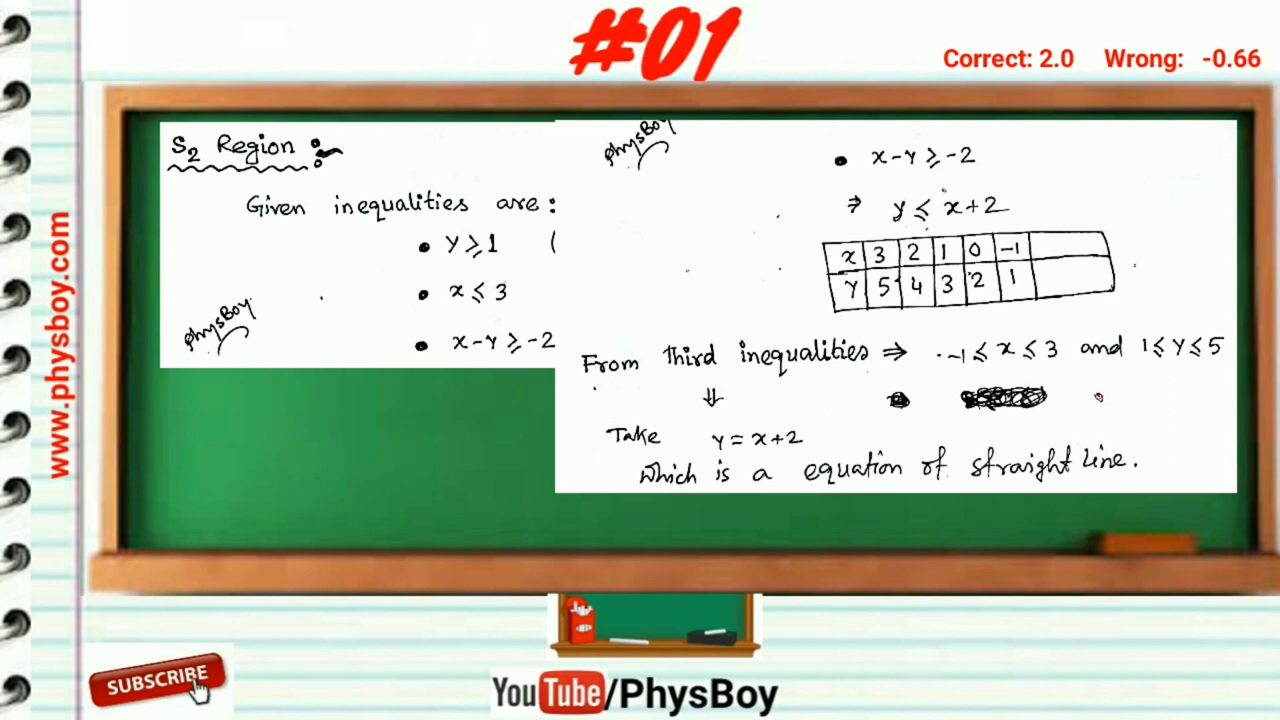 #01
Correct: 2.0 Wrong: -0.66
www.physboy.com
S2 Region :-
Given inequalities are:
• y ≥ 1 (
• x ≤ 3
• x-y ≥ -2
PhysBoy
PhysBoy
• x-y ≥ -2
⇒ y ≤ x+2
x 3 2 1 0 -1
y 5 4 3 2 1
From third inequalities ⇒ -1 ≤ x ≤ 3 and 1 ≤ y ≤ 5
⇓
Take y = x+2
which is a equation of straight line.
SUBSCRIBE
YouTube/PhysBoy